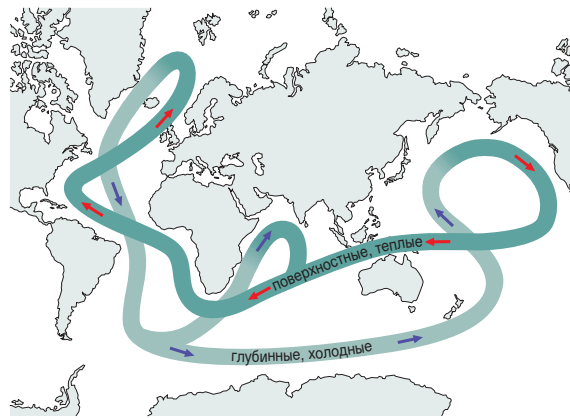 поверхностные, теплые
глубинные, холодные